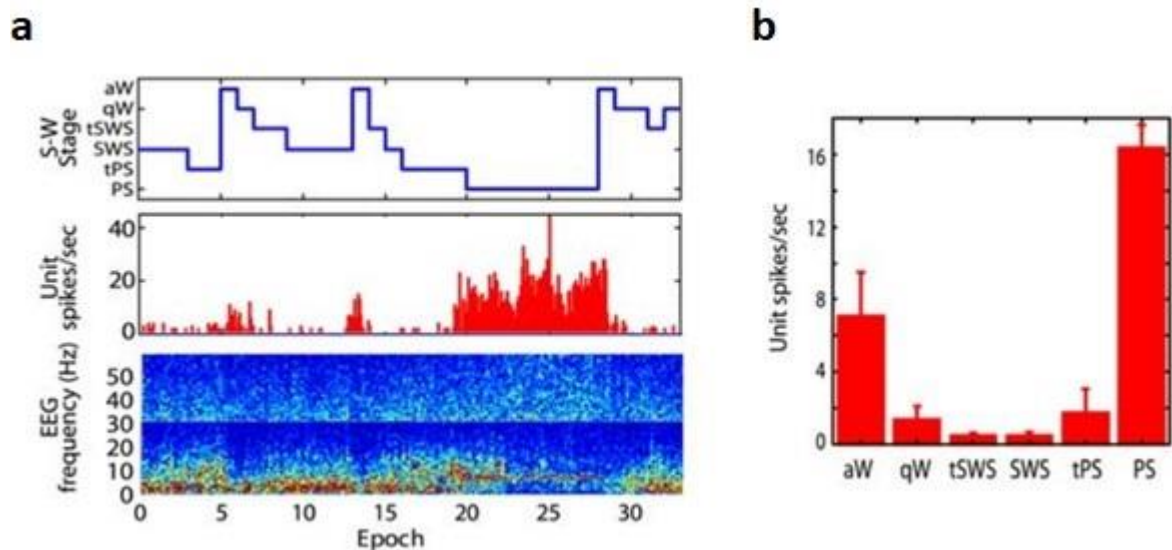 a
S-W
Stage
aW
qW
tSWS
SWS
tPS
PS
Unit
spikes/sec
40
20
0
EEG
frequency (Hz)
50
40
30
20
10
0
0 5 10 15 20 25 30
Epoch
b
Unit spikes/sec
16
12
8
4
0
aW qW tSWS SWS tPS PS